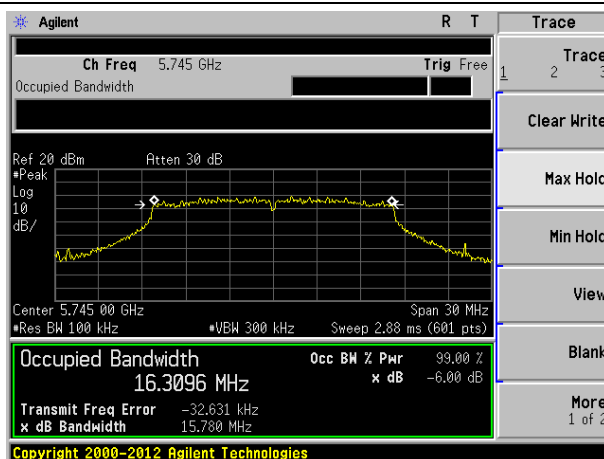 Agilent R T Trace
Ch Freq 5.745 GHz Trig Free
Occupied Bandwidth
Trace
1 2 3
Clear Write
Max Hold
Min Hold
View
Blank
More
1 of 2
Ref 20 dBm Atten 30 dB
#Peak
Log
10
dB/
Center 5.745 00 GHz Span 30 MHz
#Res BW 100 kHz #VBW 300 kHz Sweep 2.88 ms (601 pts)
Occupied Bandwidth Occ BW % Pwr 99.00 %
16.3096 MHz x dB -6.00 dB
Transmit Freq Error -32.631 kHz
x dB Bandwidth 15.780 MHz
Copyright 2000-2012 Agilent Technologies